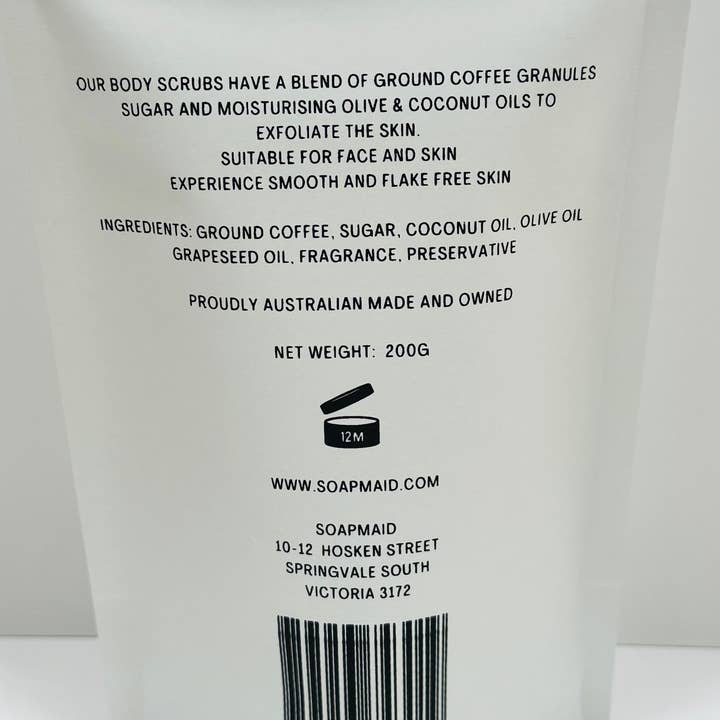 OUR BODY SCRUBS HAVE A BLEND OF GROUND COFFEE GRANULES
SUGAR AND MOISTURISING OLIVE & COCONUT OILS TO
EXFOLIATE THE SKIN.
SUITABLE FOR FACE AND SKIN
EXPERIENCE SMOOTH AND FLAKE FREE SKIN
INGREDIENTS: GROUND COFFEE, SUGAR, COCONUT OIL, OLIVE OIL
GRAPESEED OIL, FRAGRANCE, PRESERVATIVE
PROUDLY AUSTRALIAN MADE AND OWNED
NET WEIGHT: 200G
12M
WWW.SOAPMAID.COM
SOAPMAID
10-12 HOSKEN STREET
SPRINGVALE SOUTH
VICTORIA 3172